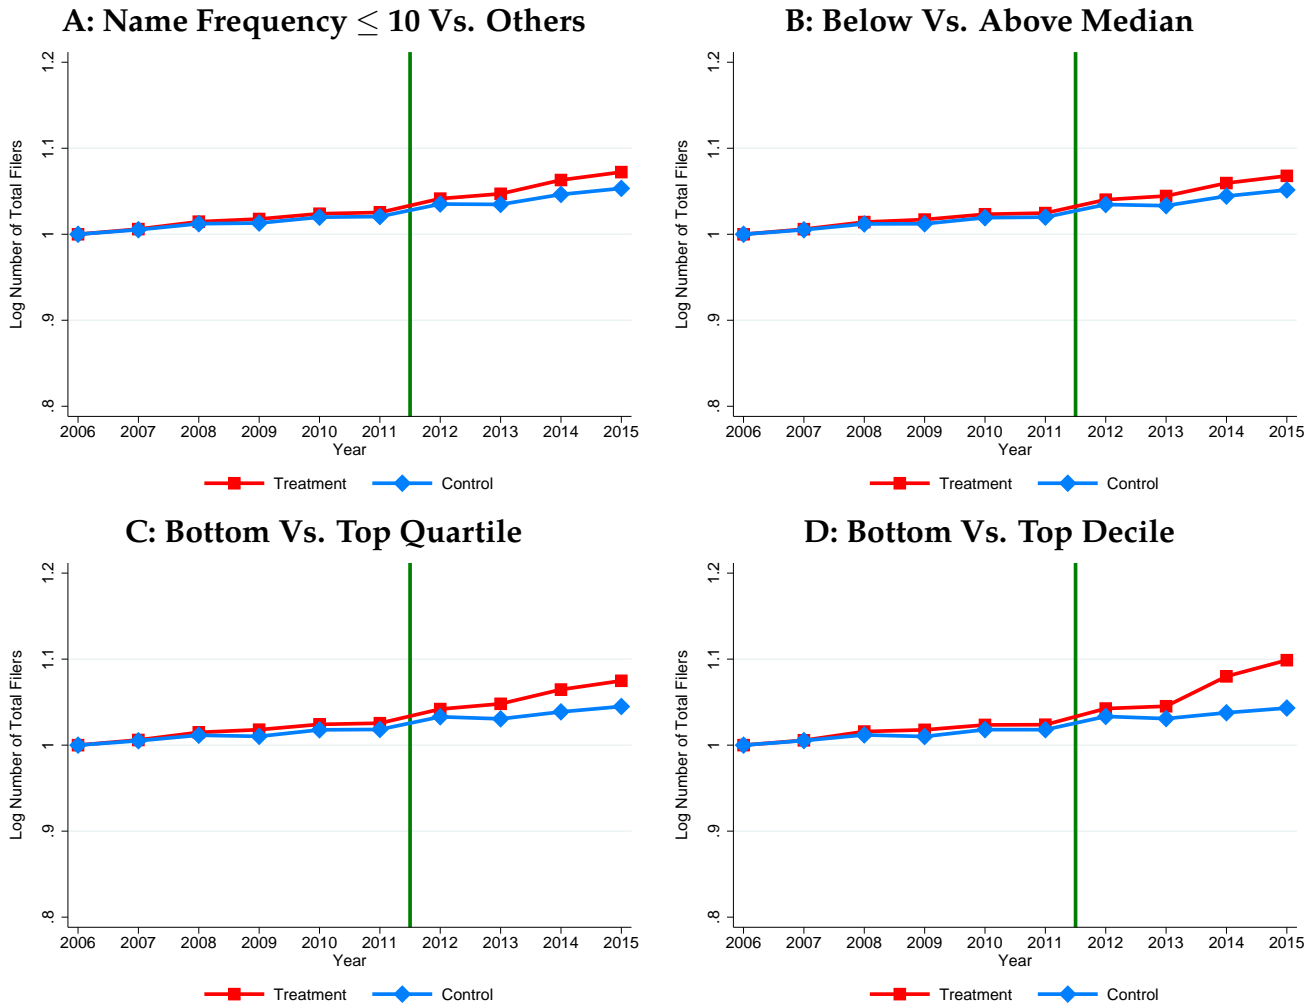 A: Name Frequency ≤ 10 Vs. Others
Log Number of Total Filers
1.2
1.1
1
.9
.8
2006 2007 2008 2009 2010 2011 2012 2013 2014 2015
Year
Treatment Control
B: Below Vs. Above Median
Log Number of Total Filers
1.2
1.1
1
.9
.8
2006 2007 2008 2009 2010 2011 2012 2013 2014 2015
Year
Treatment Control
C: Bottom Vs. Top Quartile
Log Number of Total Filers
1.2
1.1
1
.9
.8
2006 2007 2008 2009 2010 2011 2012 2013 2014 2015
Year
Treatment Control
D: Bottom Vs. Top Decile
Log Number of Total Filers
1.2
1.1
1
.9
.8
2006 2007 2008 2009 2010 2011 2012 2013 2014 2015
Year
Treatment Control